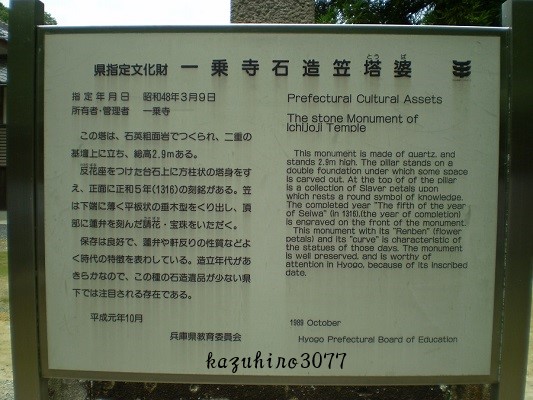 県指定文化財 一乗寺石造笠塔婆
とうば
指定年月日 昭和48年3月9日
所有者・管理者 一乗寺
この塔は、石英粗面岩でつくられ、二重の
基壇上に立ち、総高2.9mある。
反花座をつけた台石上に方柱状の塔身をす
え、正面に正和5年(1316)の刻銘がある。笠
は下端に薄く平板状の垂木型をくり出し、頂
部に蓮弁を刻んだ請花・宝珠をいただく。
保存は良好で、蓮弁や軒反りの性質などよ
く時代の特徴を表わしている。造立年代があ
きらかなので、この種の石造遺品が少ない県
下では注目される存在である。
平成元年10月
兵庫県教育委員会
Prefectural Cultural Assets
The stone Monument of
Ichijoji Temple
This monument is made of quartz, and
stands 2.9m high. The pillar stands on a
double foundation under which some space
is carved out. At the top of of the pillar
is a collection of Slaver petals upon
which rests a round symbol of knowledge.
The completed year "The fifth of the year
of Seiwa" (in 1316),(the year of completion)
is engraved on the front of the monument.
This monument with its "Renben" (flower
petals) and its "curve" is characteristic of
the statues of those days. The monument
is well preserved, and is worthy of
attention in Hyogo, because of its inscribed
date.
1989 October
Hyogo Prefectural Board of Education
kazuhiro3077